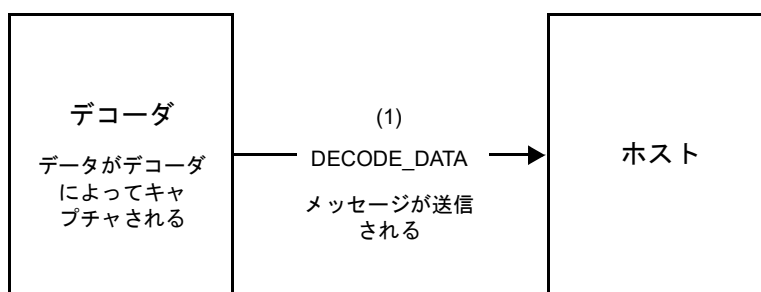 デコーダ
データがデコーダ
によってキャ
プチャされる
(1)
DECODE_DATA
メッセージが送信
される
ホスト